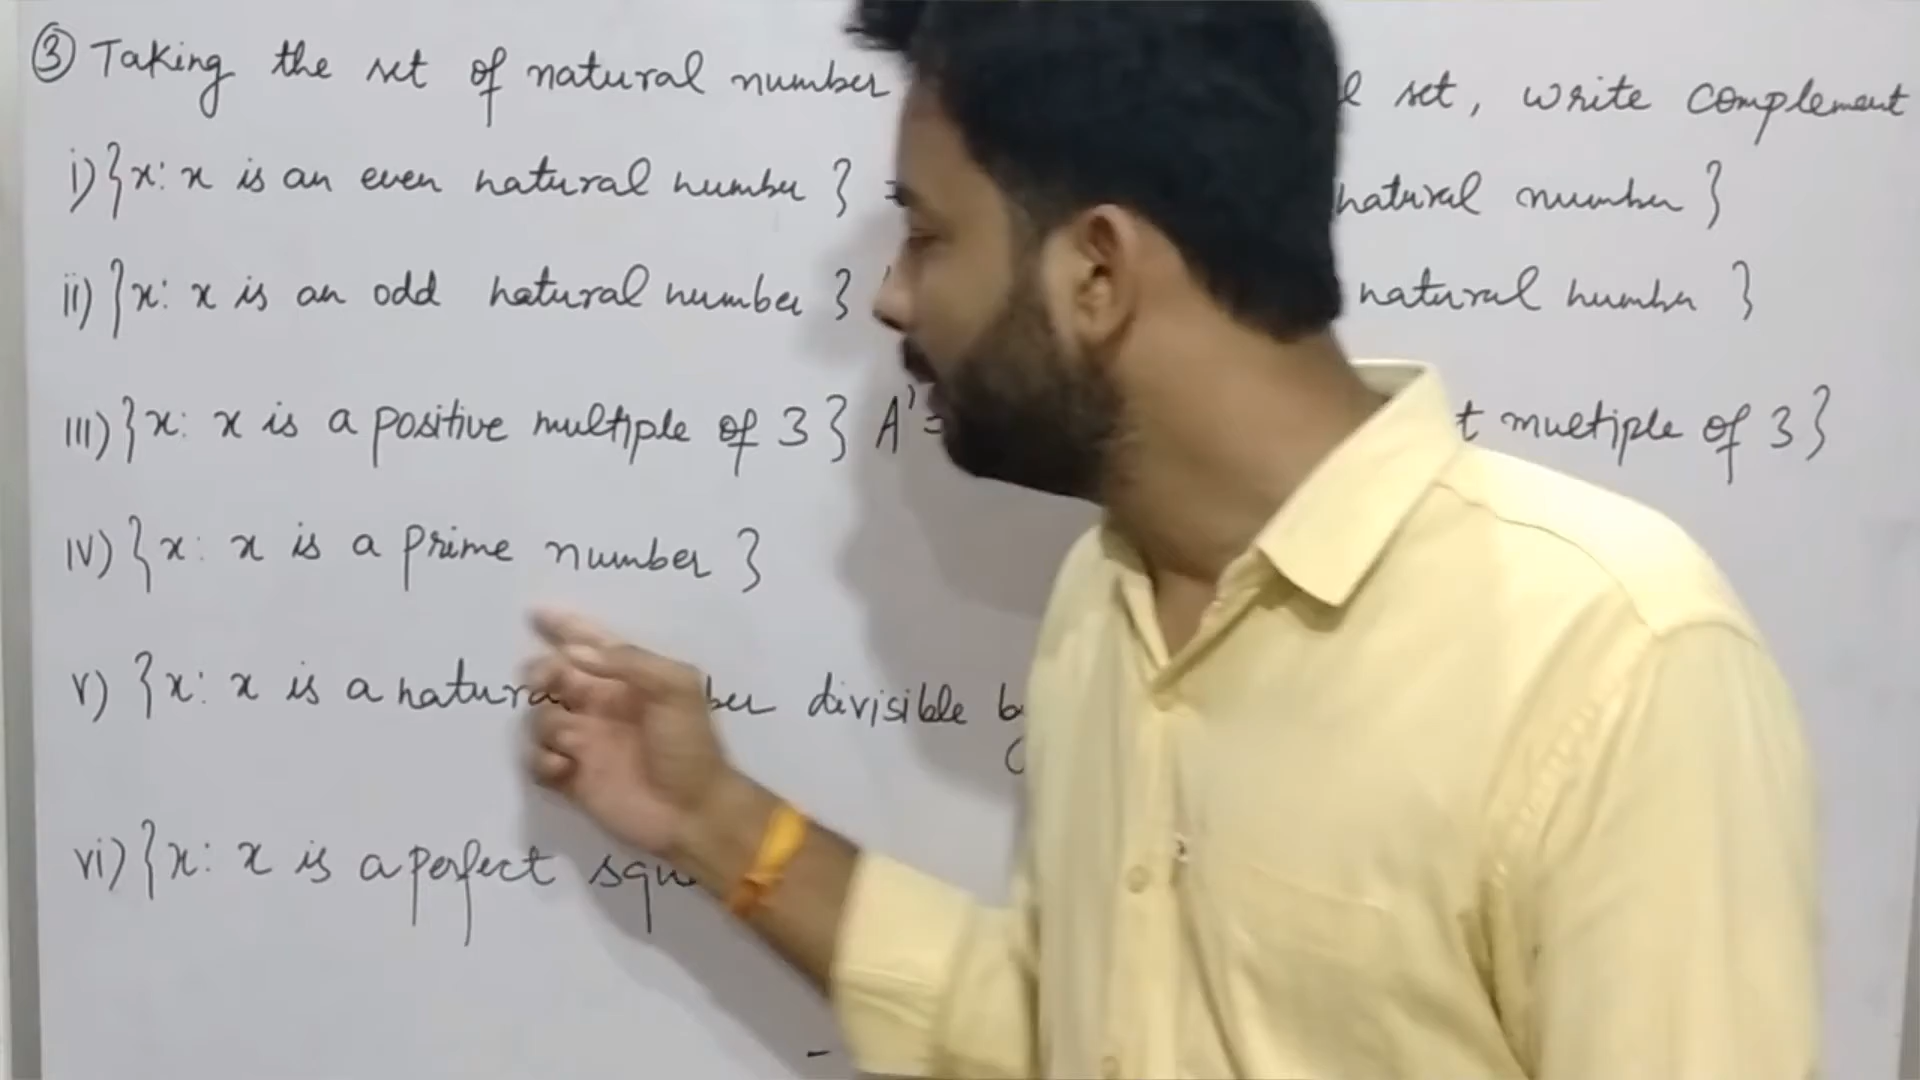 ③ Taking the set of natural number set, write complement
i) {x: x is an even natural number } = natural number }
ii) {x: x is an odd natural number } natural number }
iii) {x: x is a positive multiple of 3 } A' = multiple of 3 }
iv) {x: x is a prime number }
v) {x: x is a divisible
vi) {x: x is a perfect